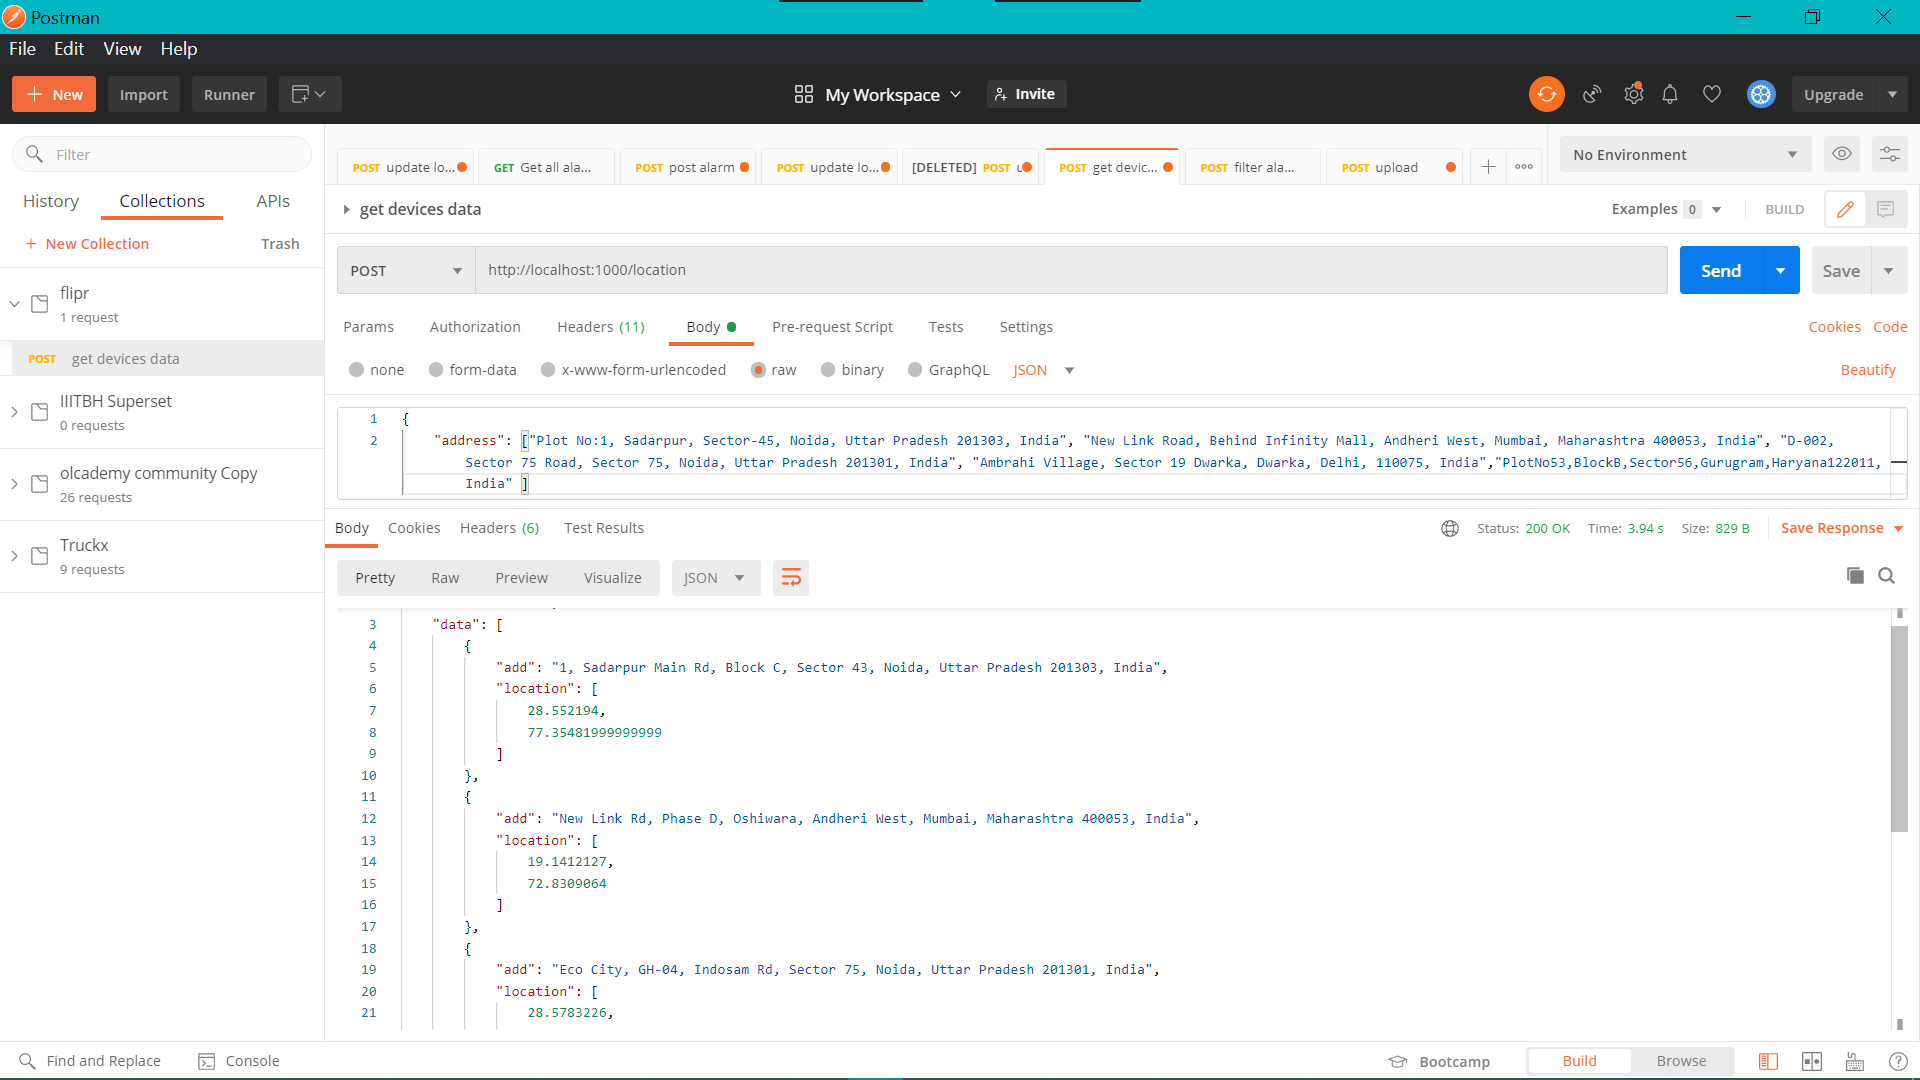 Postman
File Edit View Help
New Import Runner My Workspace Invite Upgrade
Filter
History Collections APIs
New Collection Trash
flipr
1 request
POST get devices data
IIITBH Superset
0 requests
olcademy community Copy
26 requests
Truckx
9 requests
POST update lo... GET Get all ala... POST post alarm POST update lo... [DELETED] POST POST get devic... POST filter ala... POST upload
No Environment
get devices data Examples 0 BUILD
POST http://localhost:1000/location Send Save
Params Authorization Headers (11) Body Pre-request Script Tests Settings Cookies Code
none form-data x-www-form-urlencoded raw binary GraphQL JSON Beautify
1 {
2 "address": ["Plot No:1, Sadarpur, Sector-45, Noida, Uttar Pradesh 201303, India", "New Link Road, Behind Infinity Mall, Andheri West, Mumbai, Maharashtra 400053, India", "D-002,
Sector 75 Road, Sector 75, Noida, Uttar Pradesh 201301, India", "Ambrahi Village, Sector 19 Dwarka, Dwarka, Delhi, 110075, India","PlotNo53,BlockB,Sector56,Gurugram,Haryana122011,
India" ]
Body Cookies Headers (6) Test Results Status: 200 OK Time: 3.94 s Size: 829 B Save Response
Pretty Raw Preview Visualize JSON
3 "data": [
4 {
5 "add": "1, Sadarpur Main Rd, Block C, Sector 43, Noida, Uttar Pradesh 201303, India",
6 "location": [
7 28.552194,
8 77.35481999999999
9 ]
10 },
11 {
12 "add": "New Link Rd, Phase D, Oshiwara, Andheri West, Mumbai, Maharashtra 400053, India",
13 "location": [
14 19.1412127,
15 72.8309064
16 ]
17 },
18 {
19 "add": "Eco City, GH-04, Indosam Rd, Sector 75, Noida, Uttar Pradesh 201301, India",
20 "location": [
21 28.5783226,
Find and Replace Console Bootcamp Build Browse